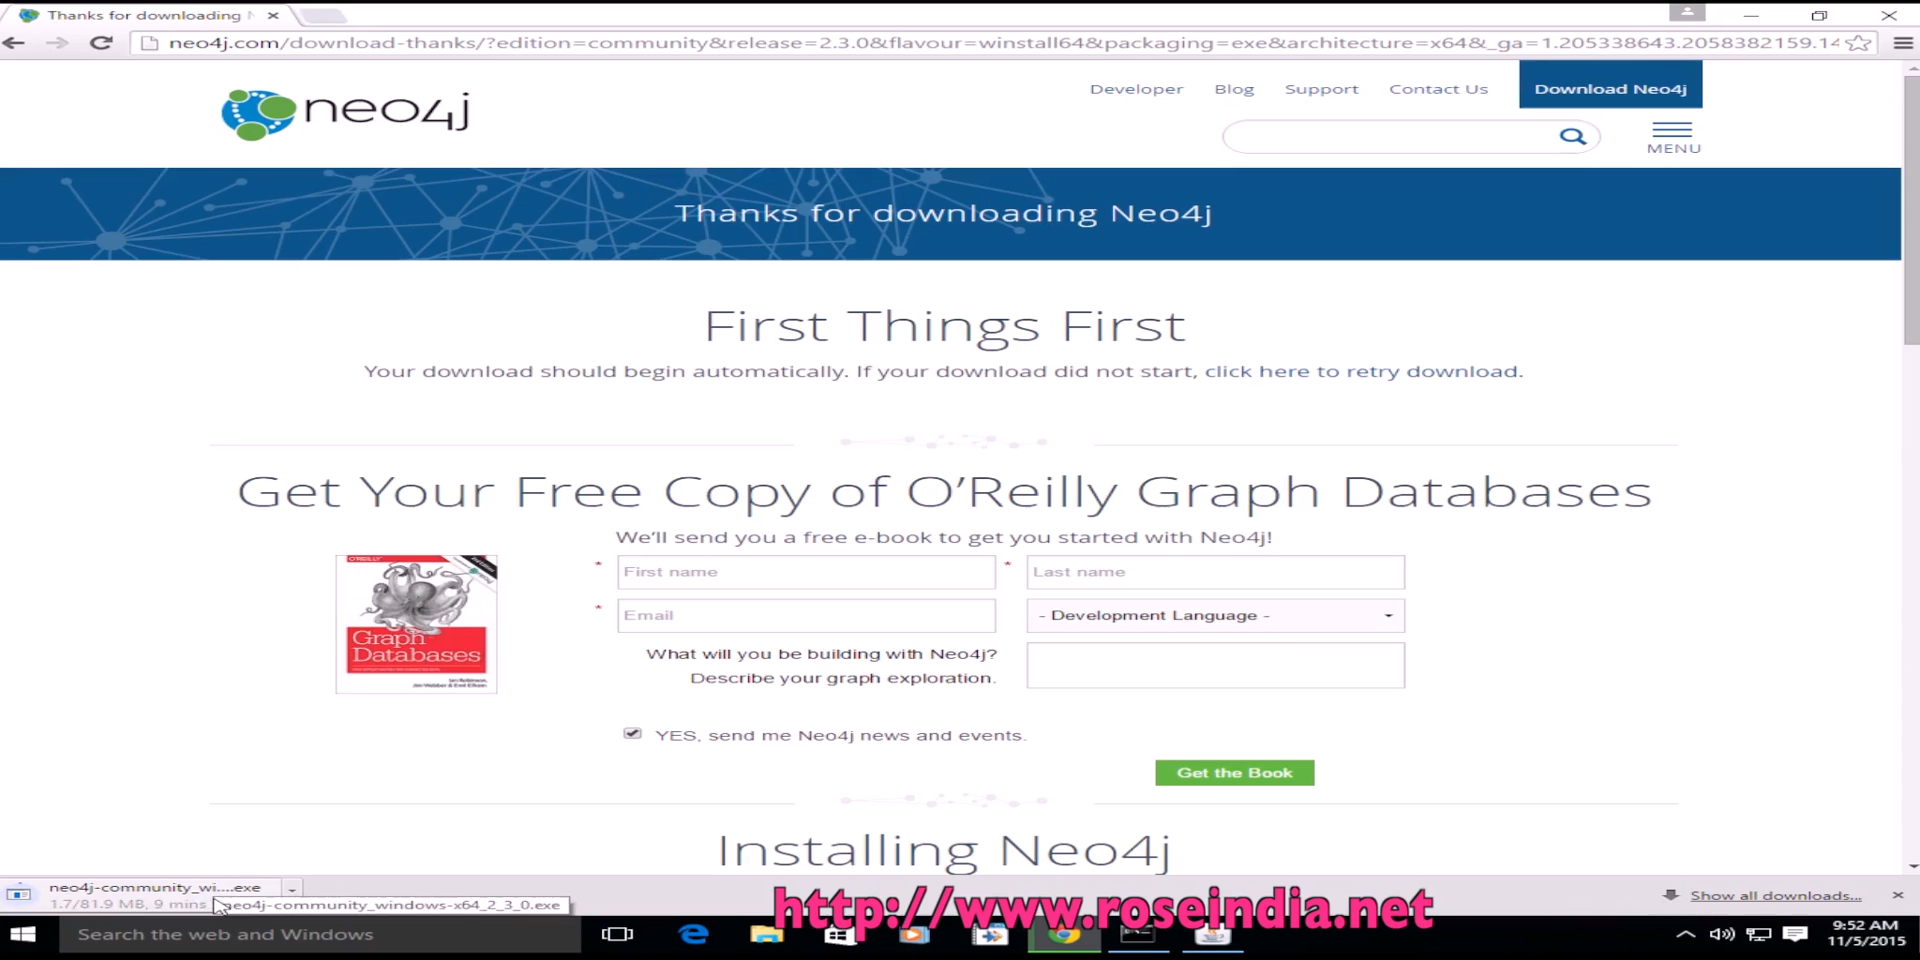 Thanks for downloading N
neo4j.com/download-thanks/?edition=community&release=2.3.0&flavour=winstall64&packaging=exe&architecture=x64&_ga=1.205338643.2058382159.14
Developer Blog Support Contact Us Download Neo4j
neo4j
MENU
Thanks for downloading Neo4j
First Things First
Your download should begin automatically. If your download did not start, click here to retry download.
Get Your Free Copy of O'Reilly Graph Databases
We'll send you a free e-book to get you started with Neo4j!
O'REILLY
Graph
Databases
Ian Robinson,
Jim Webber & Emil Eifrem
* First name * Last name
* Email - Development Language -
What will you be building with Neo4j?
Describe your graph exploration.
YES, send me Neo4j news and events.
Get the Book
Installing Neo4j
neo4j-community_wi....exe
1.7/81.9 MB, 9 mins
neo4j-community_windows-x64_2_3_0.exe
http://www.roseindia.net
Show all downloads...
Search the web and Windows
9:52 AM
11/5/2015